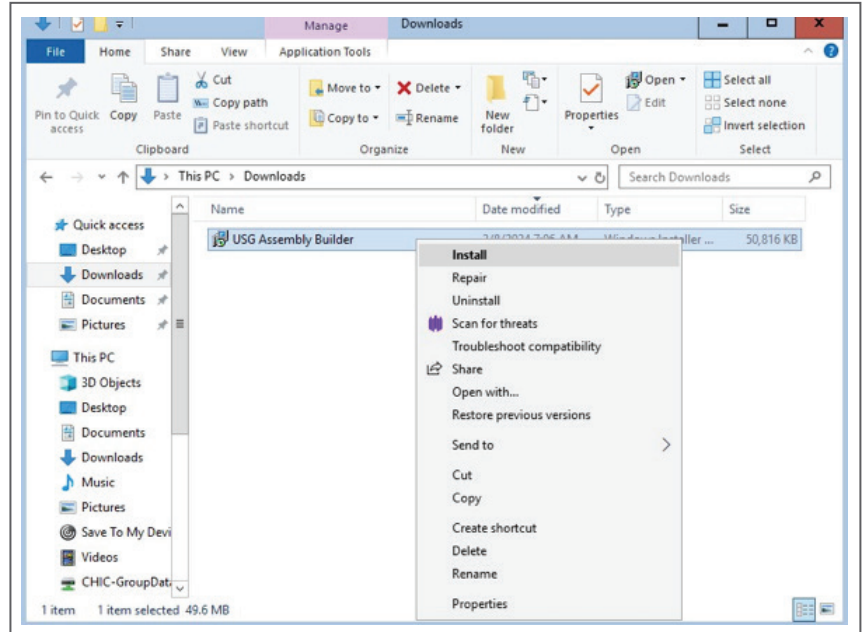 Manage Downloads
File Home Share View Application Tools
Pin to Quick access
Copy
Paste
Cut
Copy path
Paste shortcut
Clipboard
Move to
Copy to
Delete
Rename
Organize
New folder
New
Properties
Open
Edit
Open
Select all
Select none
Invert selection
Select
This PC > Downloads
Search Downloads
Name Date modified Type Size
USG Assembly Builder 50,816 KB
Quick access
Desktop
Downloads
Documents
Pictures
This PC
3D Objects
Desktop
Documents
Downloads
Music
Pictures
Save To My Devi
Videos
CHIC-GroupDat
Install
Repair
Uninstall
Scan for threats
Troubleshoot compatibility
Share
Open with...
Restore previous versions
Send to
Cut
Copy
Create shortcut
Delete
Rename
Properties
1 item 1 item selected 49.6 MB